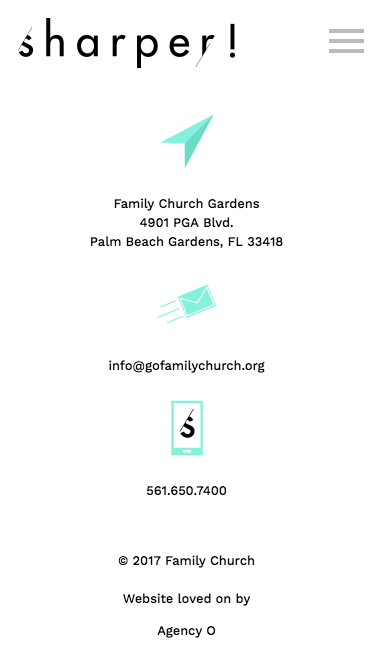 sharper!
Family Church Gardens
4901 PGA Blvd.
Palm Beach Gardens, FL 33418
info@gofamilychurch.org
s
561.650.7400
© 2017 Family Church
Website loved on by
Agency O